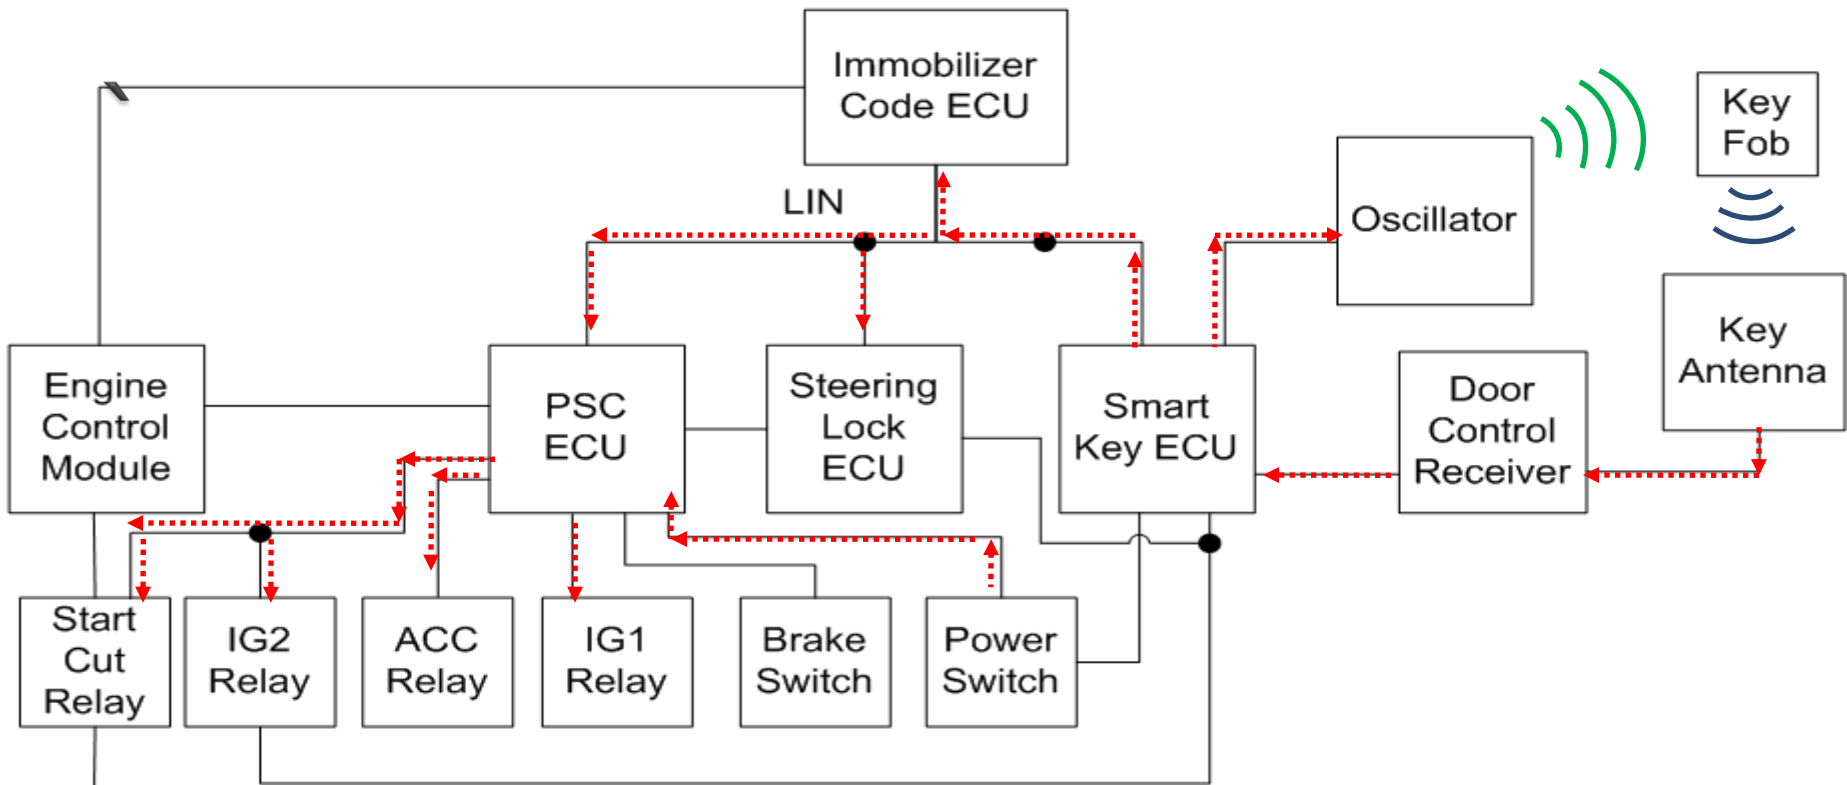 Immobilizer
Code ECU
Key
Fob
LIN
Oscillator
Key
Antenna
Engine
Control
Module
PSC
ECU
Steering
Lock
ECU
Smart
Key ECU
Door
Control
Receiver
Start
Cut
Relay
IG2
Relay
ACC
Relay
IG1
Relay
Brake
Switch
Power
Switch